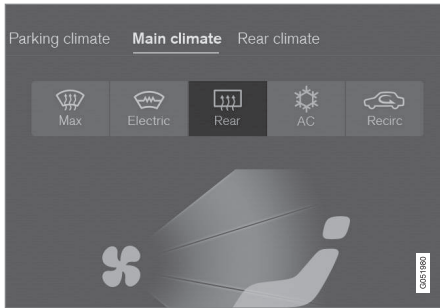 Parking climate Main climate Rear climate
Max Electric Rear AC Recirc
G051980